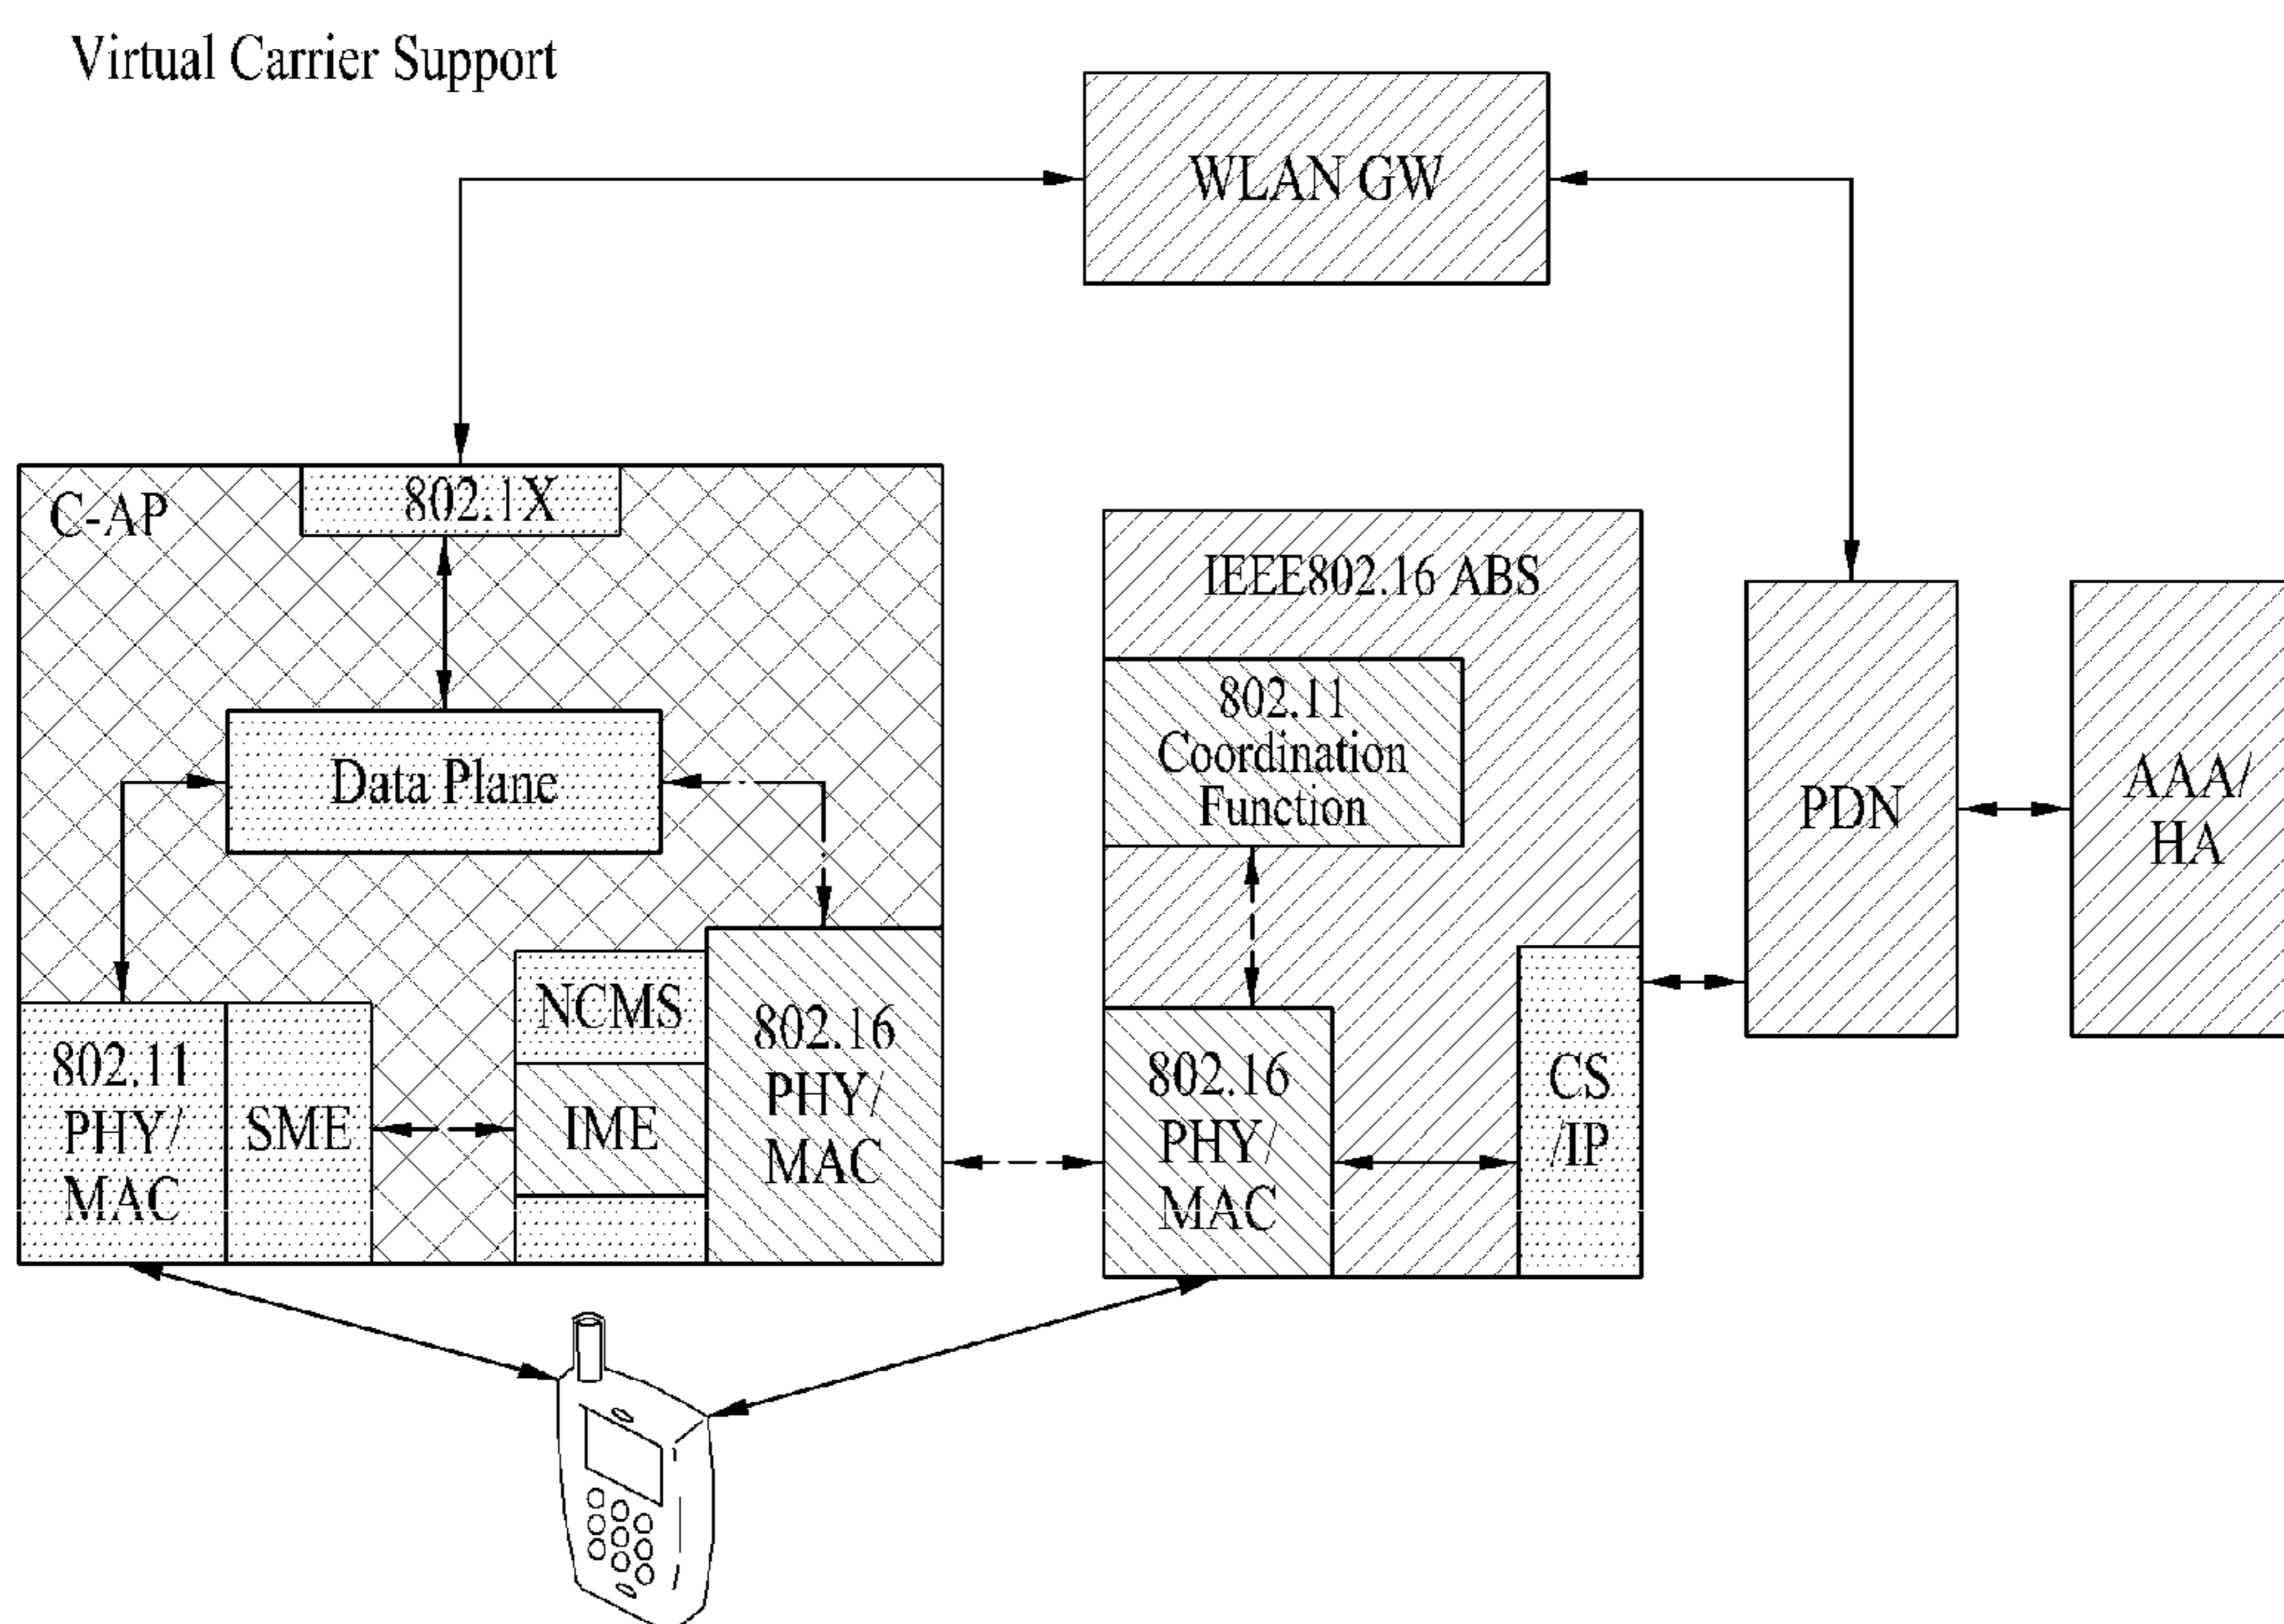 Virtual Carrier Support
WLAN GW
C-AP
802.1X
Data Plane
802.11
PHY/
MAC
SME
NCMS
IME
802.16
PHY/
MAC
IEEE802.16 ABS
802.11
Coordination
Function
802.16
PHY/
MAC
CS
/IP
PDN
AAA/
HA